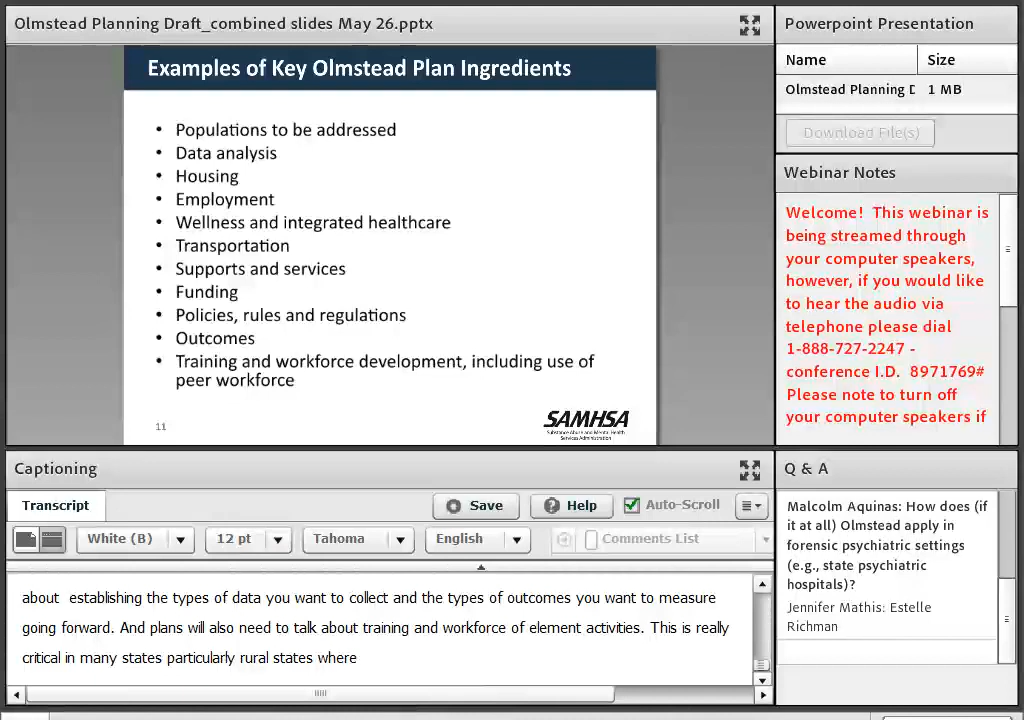 Olmstead Planning Draft_combined slides May 26.pptx
Examples of Key Olmstead Plan Ingredients
• Populations to be addressed
• Data analysis
• Housing
• Employment
• Wellness and integrated healthcare
• Transportation
• Supports and services
• Funding
• Policies, rules and regulations
• Outcomes
• Training and workforce development, including use of
peer workforce
11
SAMHSA
Substance Abuse and Mental Health
Services Administration
Powerpoint Presentation
Name Size
Olmstead Planning D 1 MB
Download File(s)
Webinar Notes
Welcome! This webinar is
being streamed through
your computer speakers,
however, if you would like
to hear the audio via
telephone please dial
1-888-727-2247 -
conference I.D. 8971769#
Please note to turn off
your computer speakers if
Captioning
Transcript
Save
Help
Auto-Scroll
White (B)
12 pt
Tahoma
English
Comments List
about establishing the types of data you want to collect and the types of outcomes you want to measure
going forward. And plans will also need to talk about training and workforce of element activities. This is really
critical in many states particularly rural states where
Q & A
Malcolm Aquinas: How does (if
it at all) Olmstead apply in
forensic psychiatric settings
(e.g., state psychiatric
hospitals)?
Jennifer Mathis: Estelle
Richman